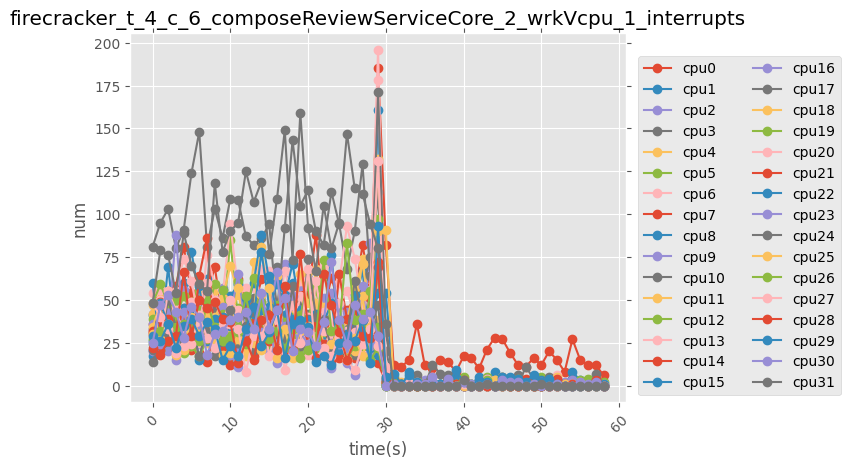 firecracker_t_4_c_6_composeReviewServiceCore_2_wrkVcpu_1_interrupts
200
175
150
125
100
75
50
25
0
num
0
10
20
30
40
50
60
time(s)
cpu0
cpu1
cpu2
cpu3
cpu4
cpu5
cpu6
cpu7
cpu8
cpu9
cpu10
cpu11
cpu12
cpu13
cpu14
cpu15
cpu16
cpu17
cpu18
cpu19
cpu20
cpu21
cpu22
cpu23
cpu24
cpu25
cpu26
cpu27
cpu28
cpu29
cpu30
cpu31